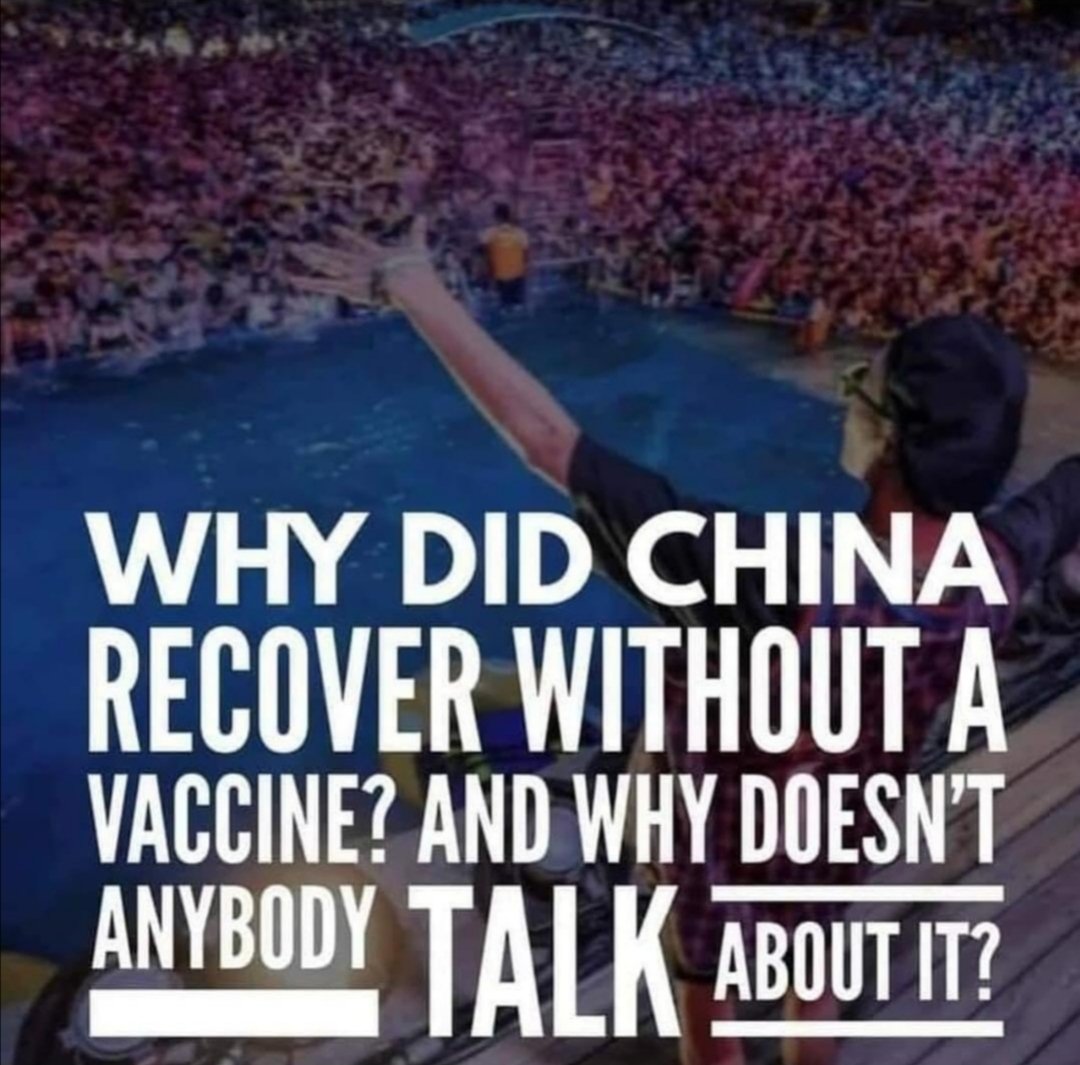 WHY DID CHINA
RECOVER WITHOUT A
VACCINE? AND WHY DOESN'T
ANYBODY TALK ABOUT IT?